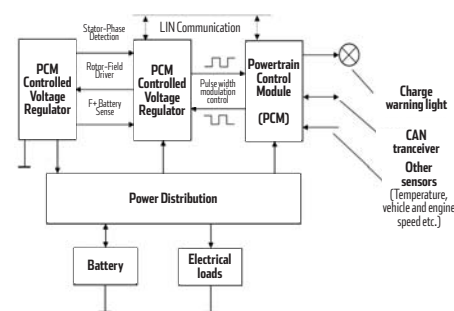 Stator-Phase
Detection
LIN Communication
Rotor-Field
Driver
F+ Battery
Sense
PCM
Controlled
Voltage
Regulator
PCM
Controlled
Voltage
Regulator
Pulse width
modulation
control
Powertrain
Control
Module
(PCM)
Charge
warning light
CAN
tranceiver
Other
sensors
(Temperature,
vehicle and engine
speed etc.)
Power Distribution
Battery
Electrical
loads